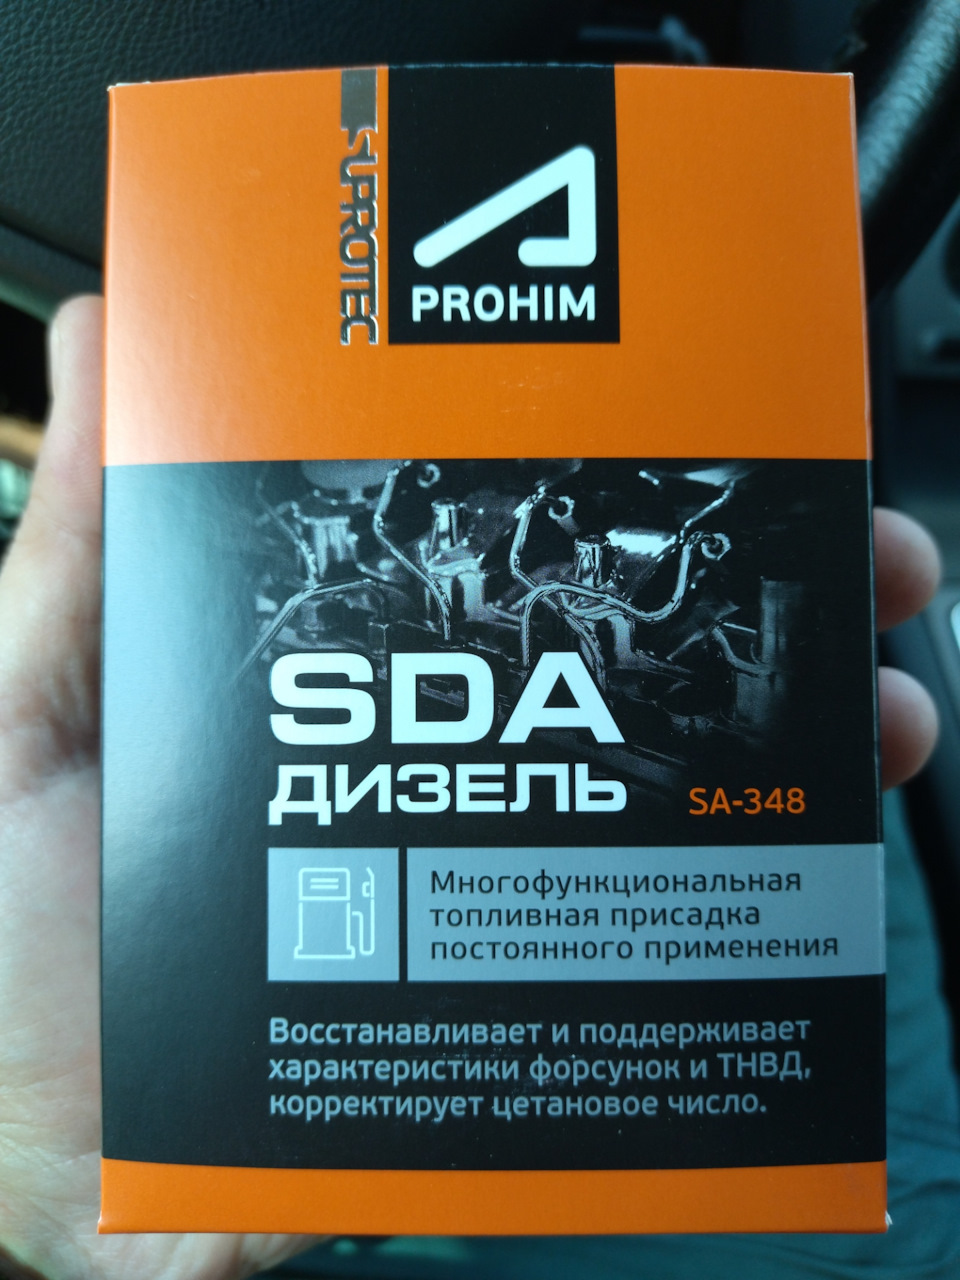 SUPROTEC
PROHIM
SDA
ДИЗЕЛЬ
SA-348
Многофункциональная
топливная присадка
постоянного применения
Восстанавливает и поддерживает
характеристики форсунок и ТНВД,
корректирует цетановое число.